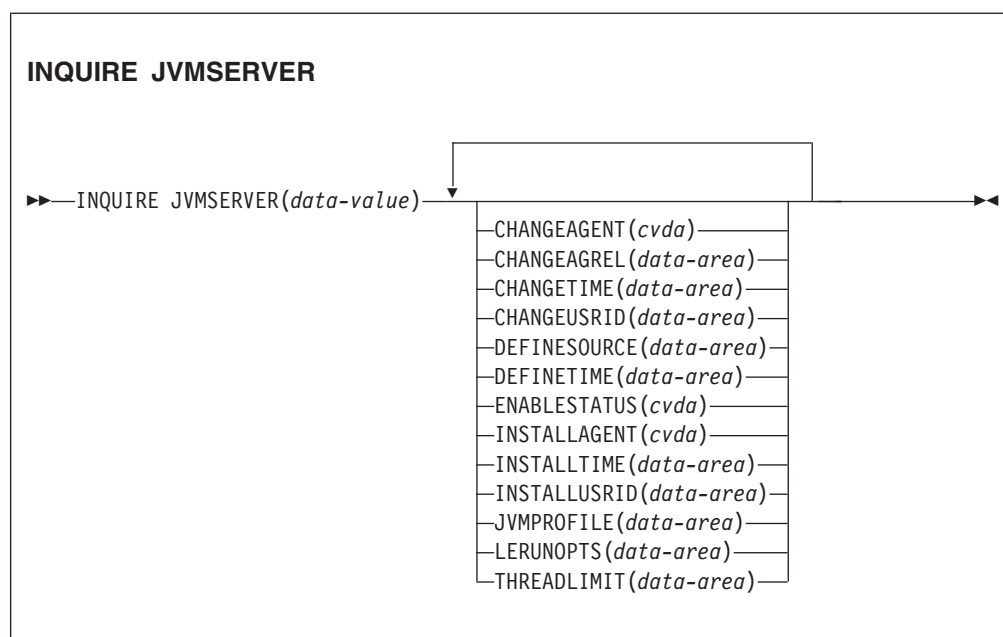 INQUIRE JVMSERVER
INQUIRE JVMSERVER(data-value)
CHANGEAGENT(cvda)
CHANGEAGREL(data-area)
CHANGETIME(data-area)
CHANGEUSRID(data-area)
DEFINESOURCE(data-area)
DEFINETIME(data-area)
ENABLESTATUS(cvda)
INSTALLAGENT(cvda)
INSTALLTIME(data-area)
INSTALLUSRID(data-area)
JVMPROFILE(data-area)
LERUNOPTS(data-area)
THREADLIMIT(data-area)